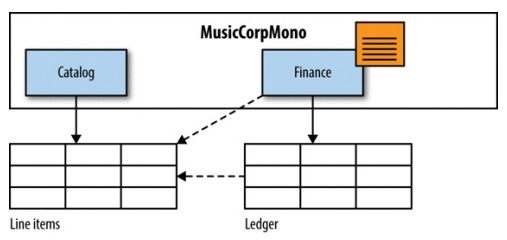 MusicCorpMono
Catalog
Finance
Line items
Ledger